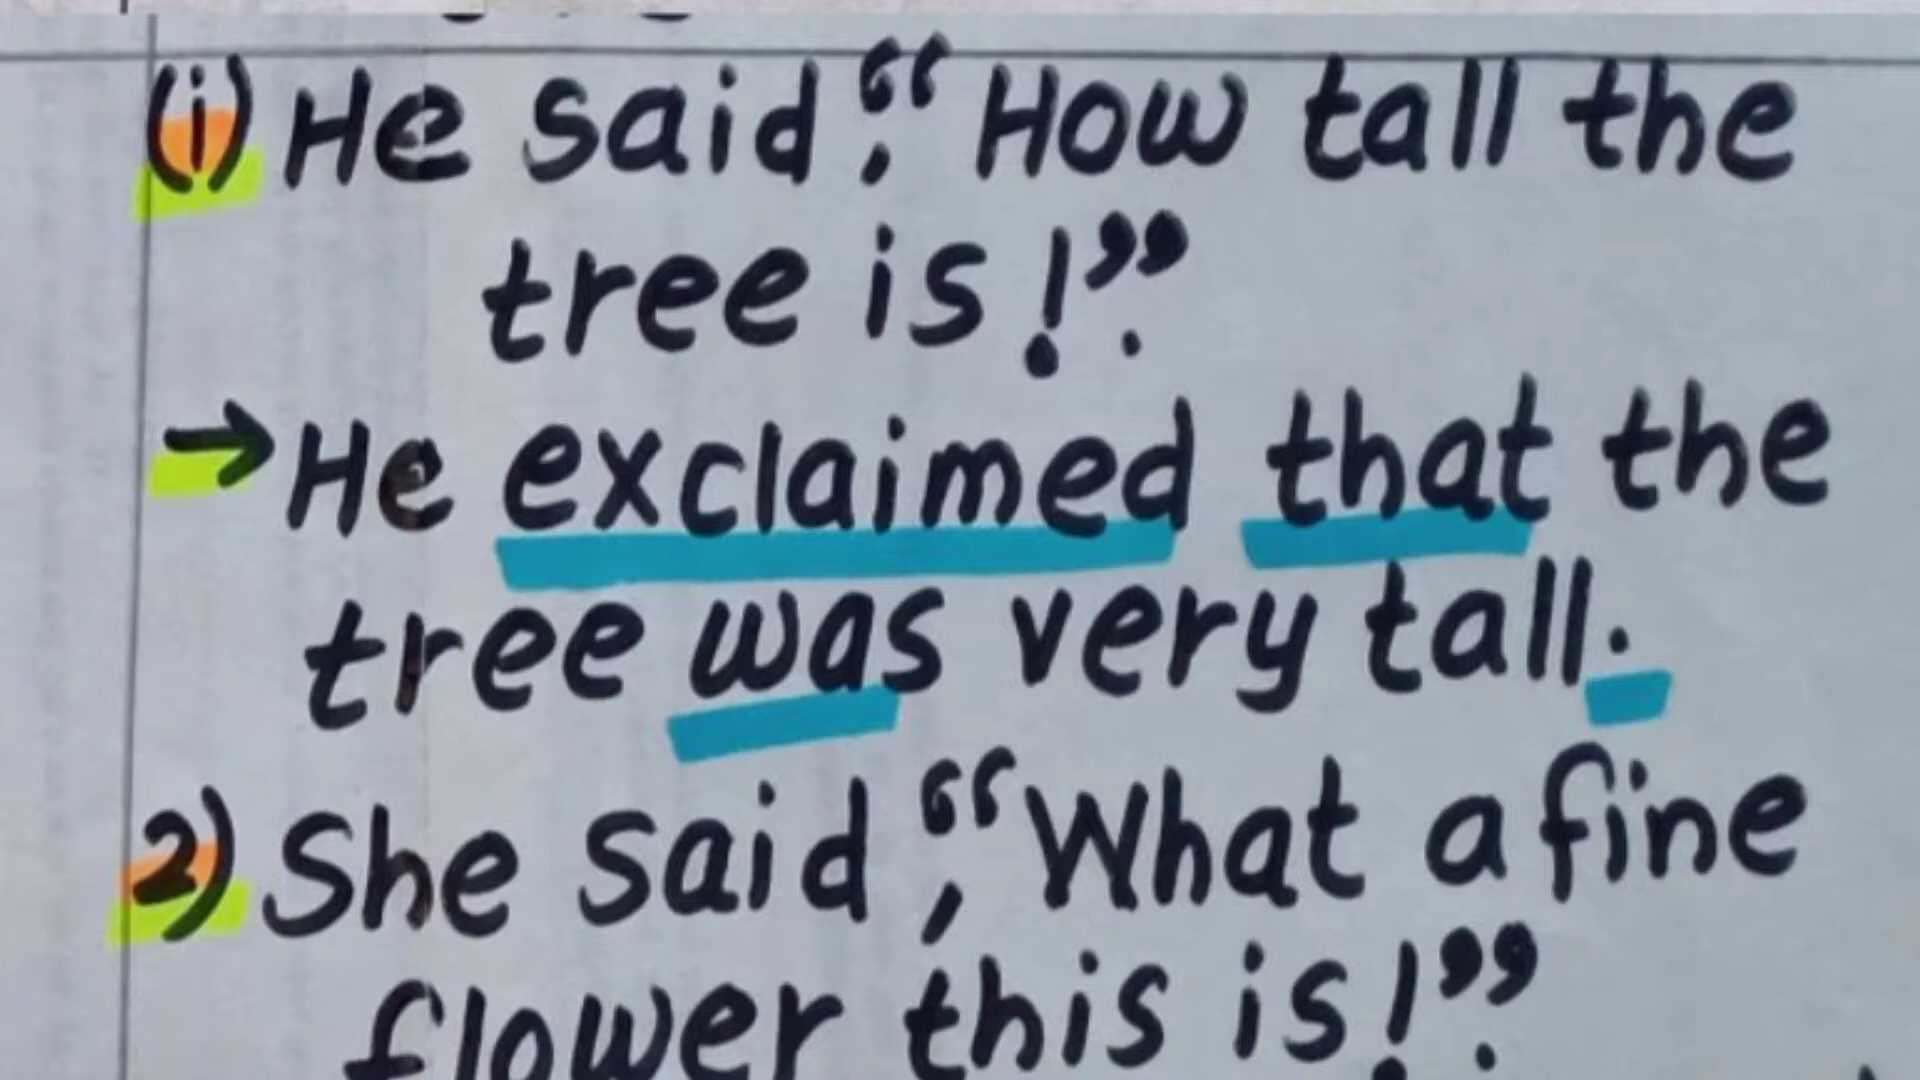 (i) He said, "How tall the
tree is!".
→ He exclaimed that the
tree was very tall.
2) She said, "What a fine
flower this is!".